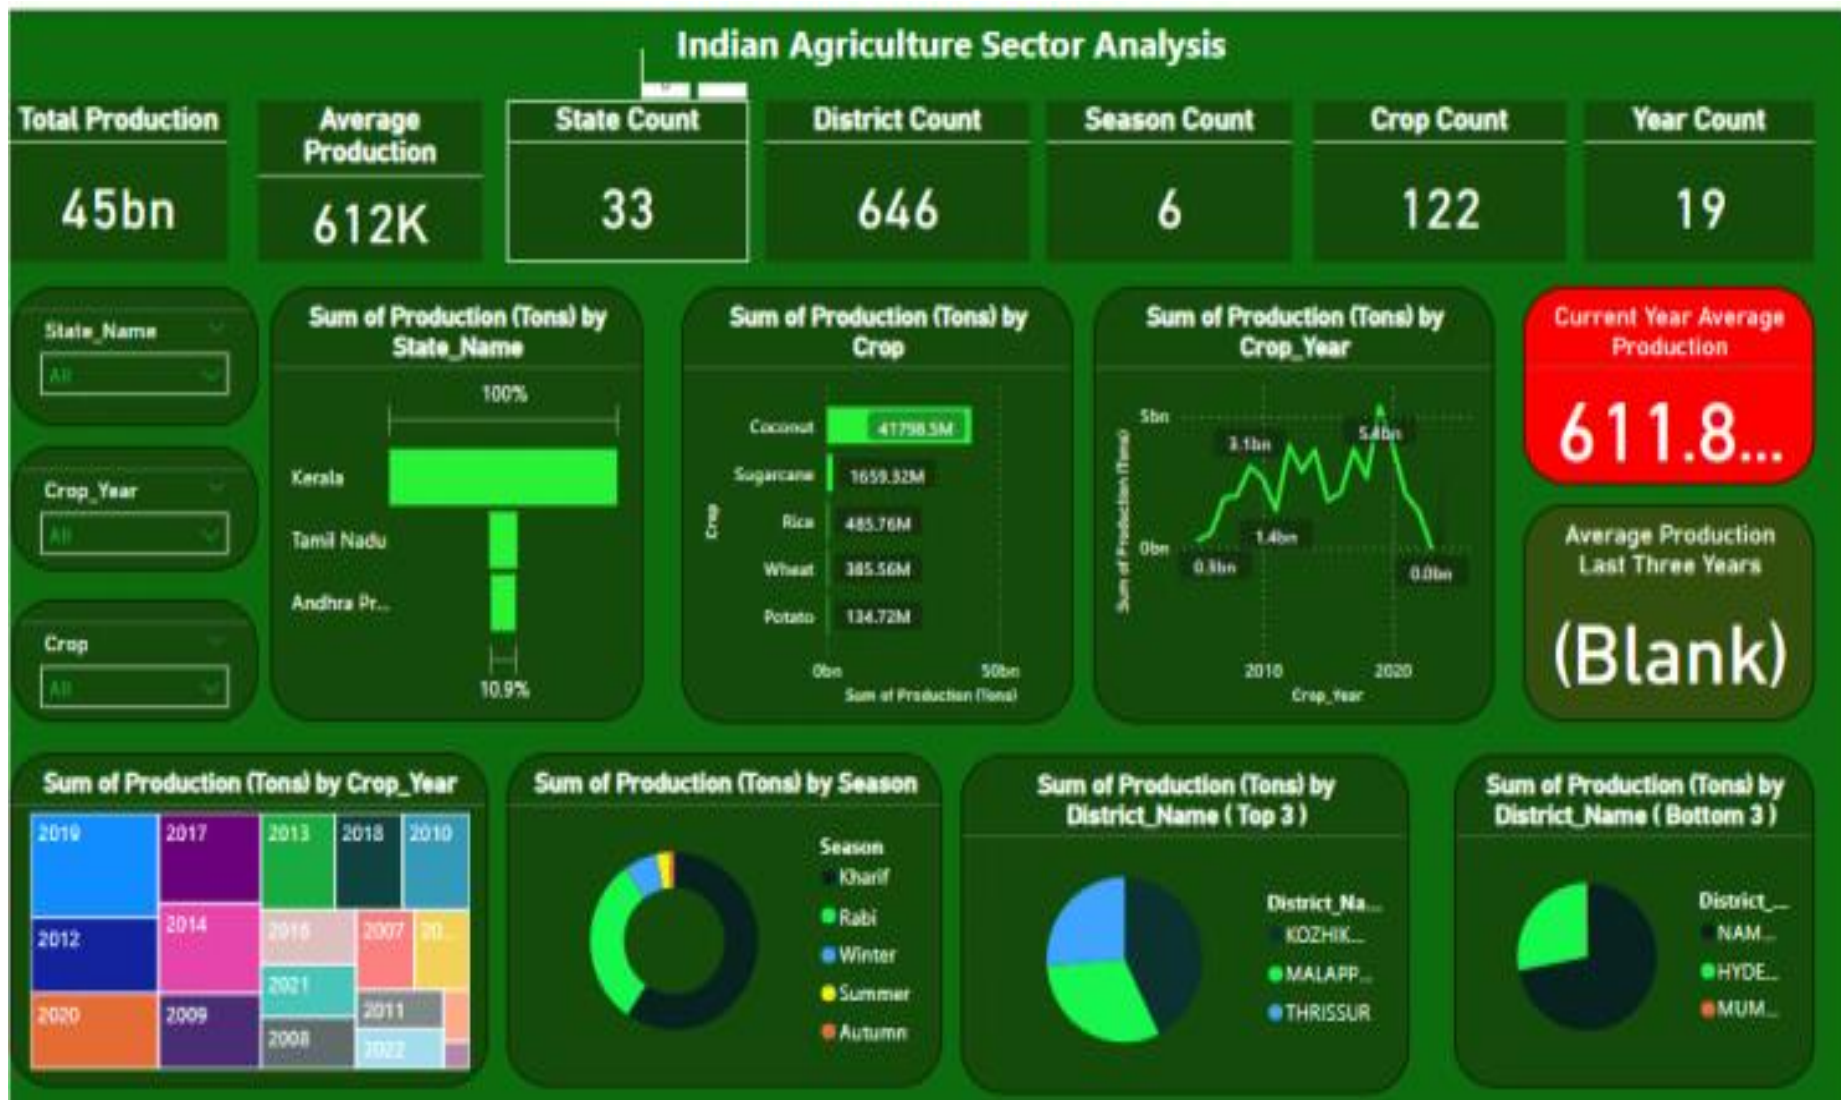 Indian Agriculture Sector Analysis
Total Production
45bn
Average
Production
612K
State Count
33
District Count
646
Season Count
6
Crop Count
122
Year Count
19
State_Name
All
Crop_Year
All
Crop
All
Sum of Production (Tons) by
State_Name
100%
Kerala
Tamil Nadu
Andhra Pr...
10.9%
Sum of Production (Tons) by
Crop
Crop
Coconut
41798.5M
Sugarcane
1659.32M
Rice
485.76M
Wheat
385.56M
Potato
134.72M
0bn
50bn
Sum of Production (Tons)
Sum of Production (Tons) by
Crop_Year
Sum of Production (Tons)
5bn
0bn
3.1bn
5.4bn
1.4bn
0.0bn
2010
2020
Crop_Year
Current Year Average
Production
611.8...
Average Production
Last Three Years
(Blank)
Sum of Production (Tons) by Crop_Year
2019
2017
2013
2018
2010
2012
2014
2016
2007
20...
2021
2020
2009
2011
2008
2022
Sum of Production (Tons) by Season
Season
Kharif
Rabi
Winter
Summer
Autumn
Sum of Production (Tons) by
District_Name ( Top 3 )
District_Na...
KOZHIK...
MALAPP...
THRISSUR
Sum of Production (Tons) by
District_Name ( Bottom 3 )
District_...
NAM...
HYDE...
MUM...